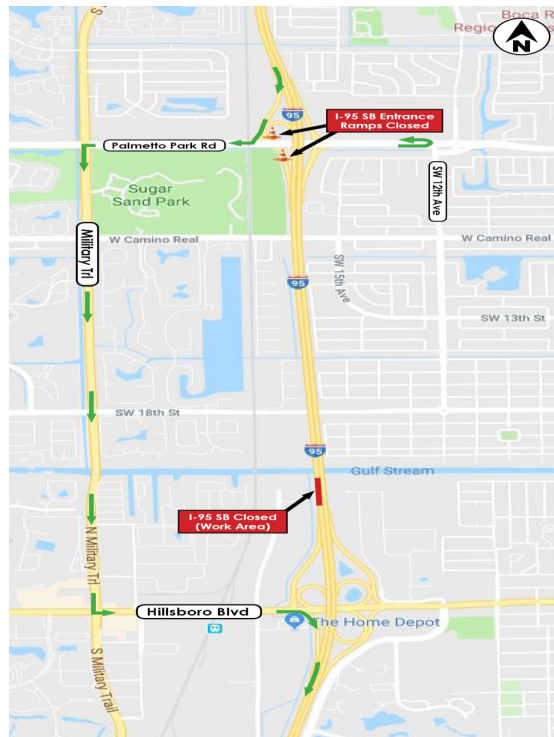 Boca R
Regio
N
95
I-95 SB Entrance
Ramps Closed
Palmetto Park Rd
Sugar
Sand Park
SW 12th Ave
Military Trl
W Camino Real
W Camino Real
SW 15th Ave
95
SW 13th St
SW 18th St
95
Gulf Stream
I-95 SB Closed
(Work Area)
N Military Trl
Hillsboro Blvd
The Home Depot
S Military Trail